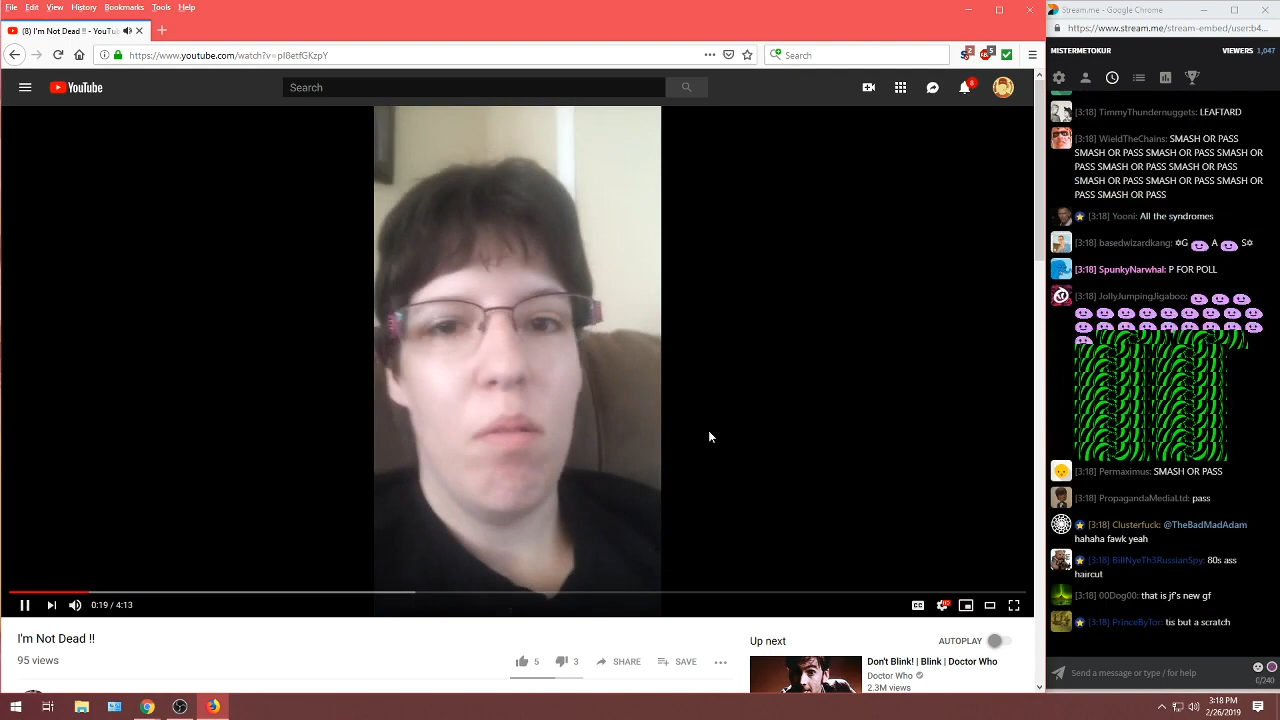 File Edit View History Bookmarks Tools Help
(8) I'm Not Dead !! - YouTu
Stream.me - Google Chrome
https://www.youtube.com/watch?v=pI8etfGKzpY
Search
https://www.stream.me/stream-embed/user:b4...
MISTERMETOKUR
VIEWERS 1,047
YouTube
Search
8
[3:18] TimmyThundernuggets: LEAFTARD
[3:18] WieldTheChains: SMASH OR PASS
SMASH OR PASS SMASH OR PASS SMASH OR
PASS SMASH OR PASS SMASH OR PASS
SMASH OR PASS SMASH OR PASS SMASH OR
PASS SMASH OR PASS
[3:18] Yooni: All the syndromes
[3:18] basedwizardkang: ✡G A S✡
[3:18] SpunkyNarwhal: P FOR POLL
[3:18] JollyJumpingJigaboo:
[3:18] Permaximus: SMASH OR PASS
[3:18] PropagandaMediaLtd: pass
[3:18] Clusterfuck: @TheBadMadAdam
hahaha fawk yeah
[3:18] BillNyeTh3RussianSpy: 80s ass
haircut
[3:18] 00Dog00: that is jf's new gf
[3:18] PrinceByTor: tis but a scratch
0:19 / 4:13
CC
HD
I'm Not Dead !!
95 views
5
3
SHARE
SAVE
Up next
AUTOPLAY
Don't Blink! | Blink | Doctor Who
Doctor Who
2.3M views
Send a message or type / for help
0/240
3:18 PM
2/26/2019